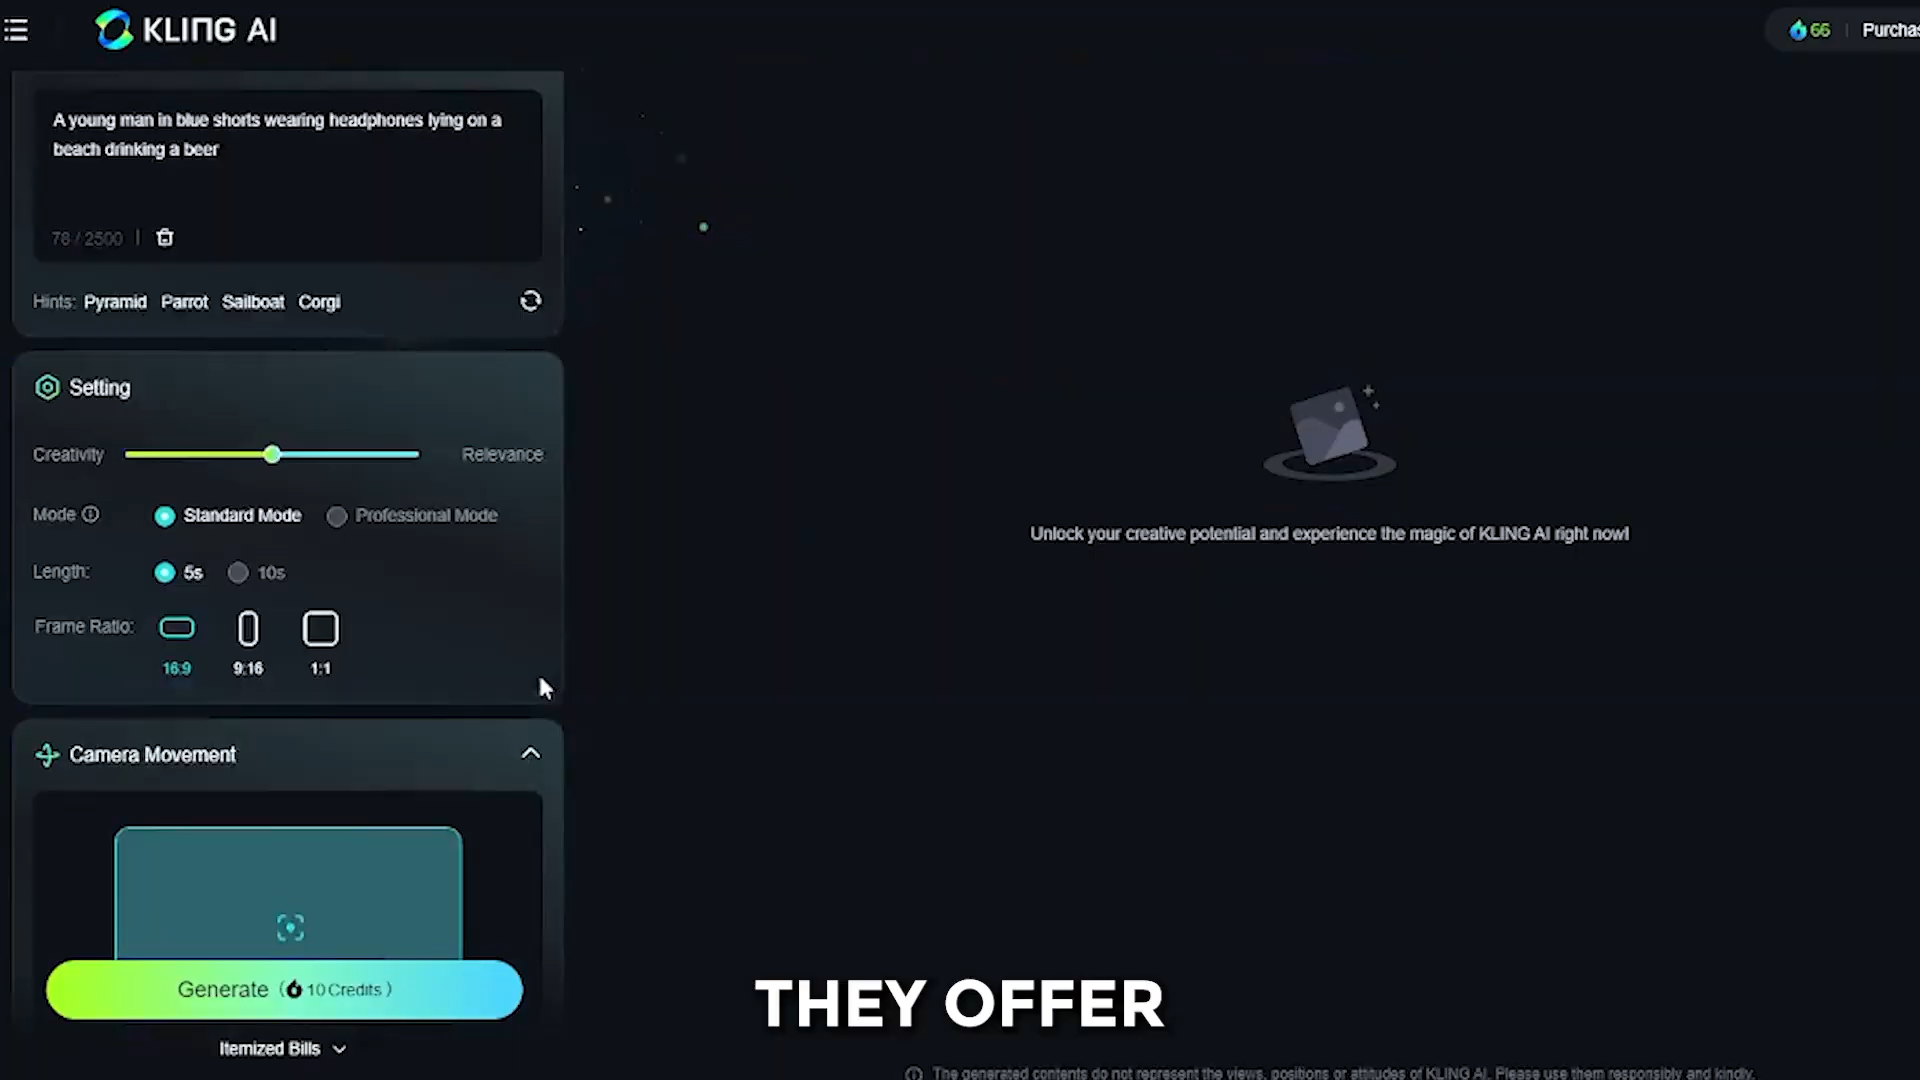 KLING AI
66 | Purchas
A young man in blue shorts wearing headphones lying on a
beach drinking a beer
76 / 2500
Hints: Pyramid Parrot Sailboat Corgi
Setting
Creativity Relevance
Mode Standard Mode Professional Mode
Length: 5s 10s
Frame Ratio:
16:9 9:16 1:1
Camera Movement
Unlock your creative potential and experience the magic of KLING AI right now!
Generate ( 10 Credits )
Itemized Bills
THEY OFFER
The generated contents do not represent the views, positions or attitudes of KLING AI. Please use them responsibly and kindly.